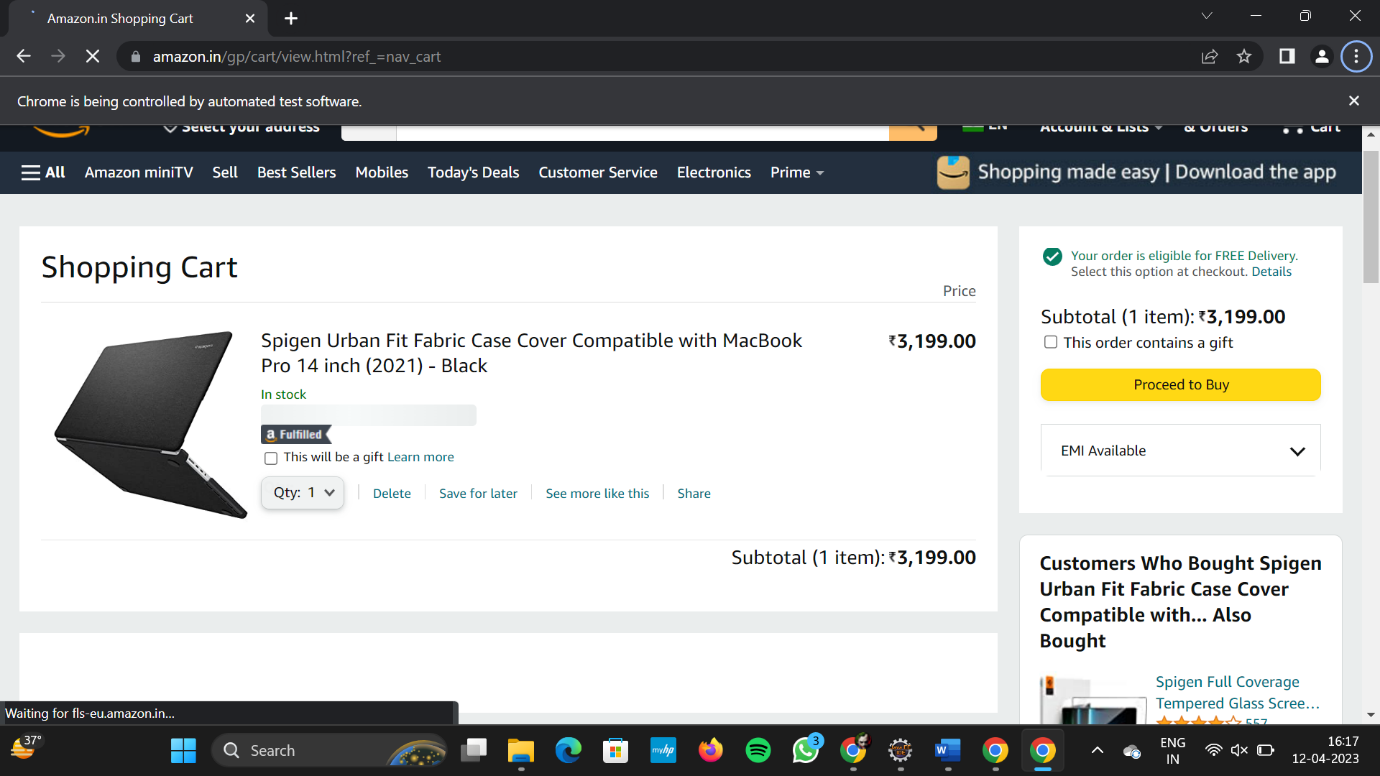 Amazon.in Shopping Cart
amazon.in/gp/cart/view.html?ref_=nav_cart
Chrome is being controlled by automated test software.
Select your address
EN
Account & Lists
& Orders
Cart
All Amazon miniTV Sell Best Sellers Mobiles Today's Deals Customer Service Electronics Prime
Shopping made easy | Download the app
Shopping Cart
Price
Spigen Urban Fit Fabric Case Cover Compatible with MacBook
Pro 14 inch (2021) - Black
₹3,199.00
In stock
a Fulfilled
This will be a gift Learn more
Qty: 1
Delete
Save for later
See more like this
Share
Subtotal (1 item): ₹3,199.00
Your order is eligible for FREE Delivery.
Select this option at checkout. Details
Subtotal (1 item): ₹3,199.00
This order contains a gift
Proceed to Buy
EMI Available
Customers Who Bought Spigen
Urban Fit Fabric Case Cover
Compatible with... Also
Bought
Spigen Full Coverage
Tempered Glass Scree...
557
Waiting for fls-eu.amazon.in...
37°
Search
myhp
3
W
ENG
IN
16:17
12-04-2023